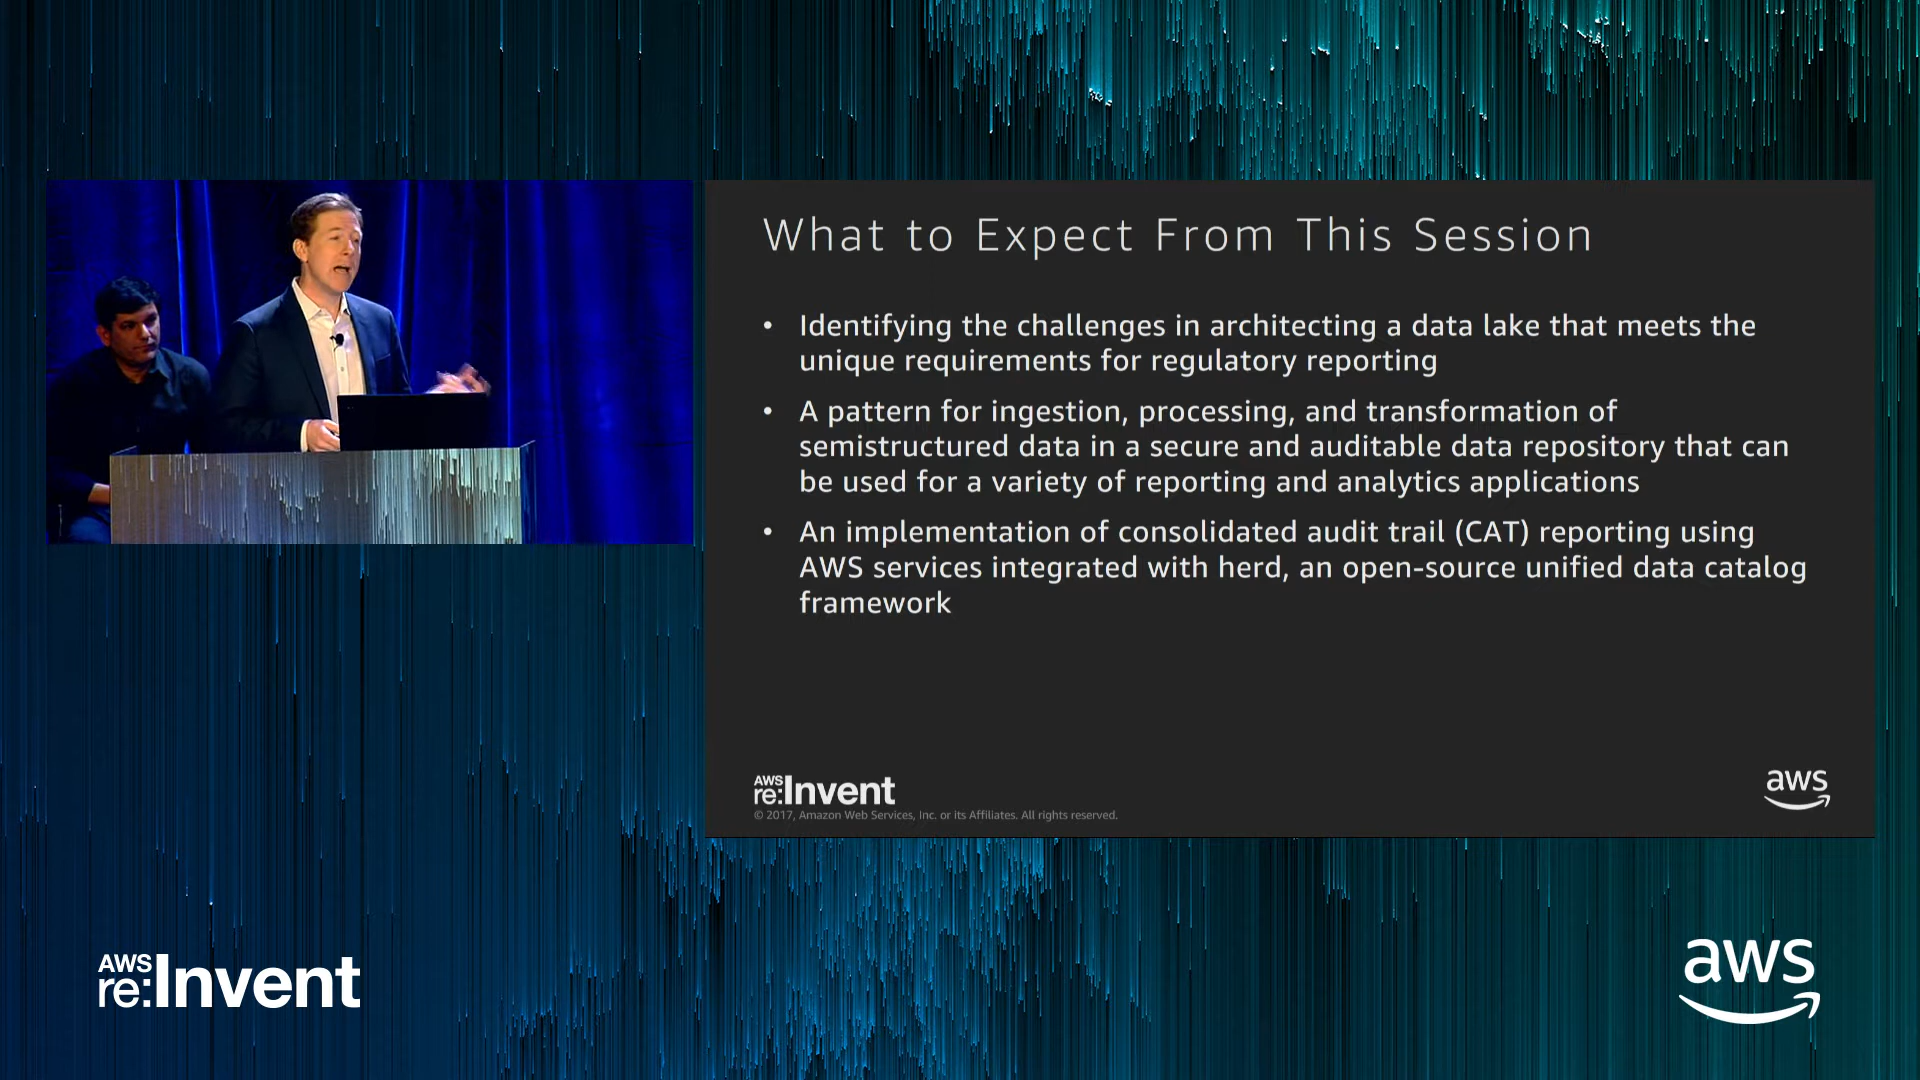 What to Expect From This Session
• Identifying the challenges in architecting a data lake that meets the
unique requirements for regulatory reporting
• A pattern for ingestion, processing, and transformation of
semistructured data in a secure and auditable data repository that can
be used for a variety of reporting and analytics applications
• An implementation of consolidated audit trail (CAT) reporting using
AWS services integrated with herd, an open-source unified data catalog
framework
AWS
re:Invent
aws
© 2017, Amazon Web Services, Inc. or its Affiliates. All rights reserved.
AWS
re:Invent
aws